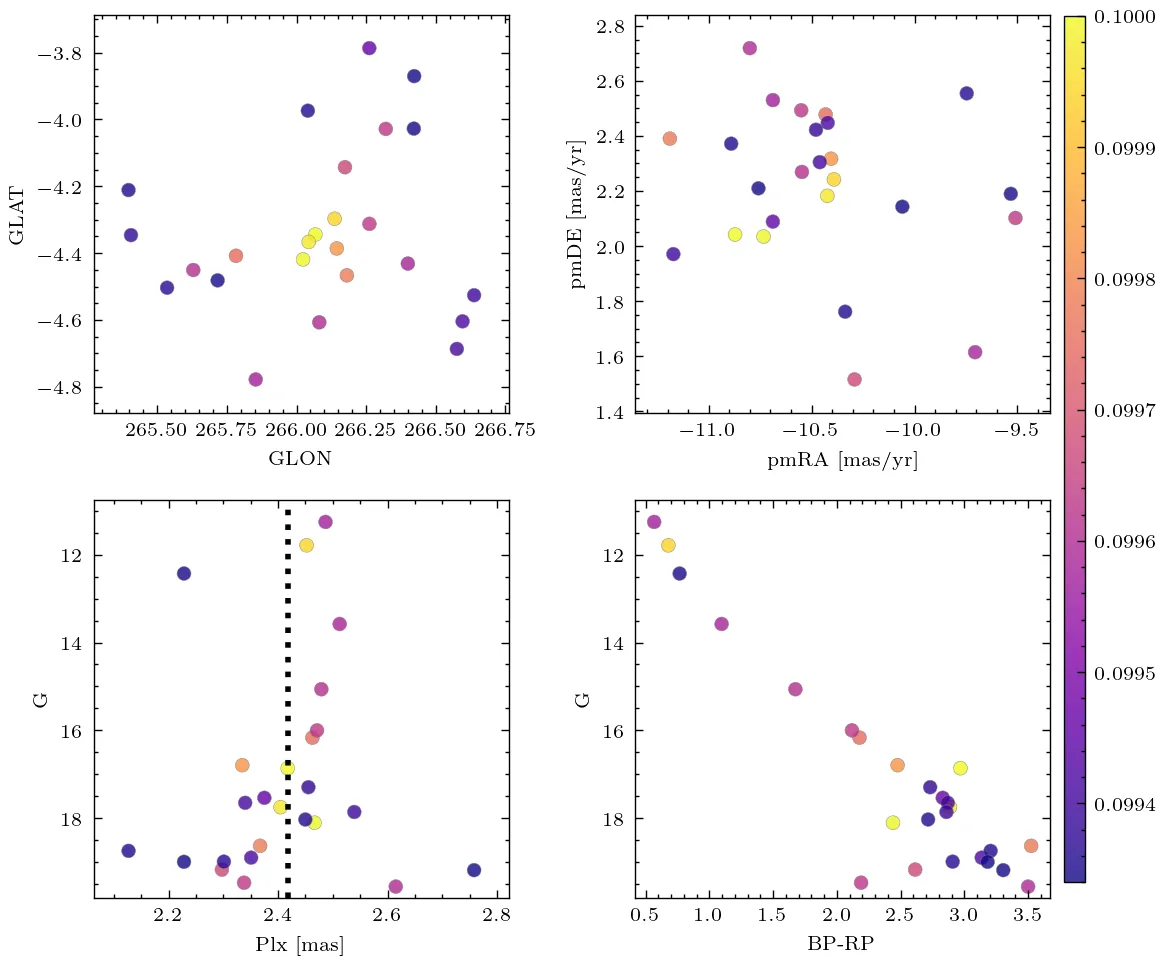 −3.8
−4.0
−4.2
−4.4
−4.6
−4.8
GLAT
265.50 265.75 266.00 266.25 266.50 266.75
GLON
2.8
2.6
2.4
2.2
2.0
1.8
1.6
1.4
pmDE [mas/yr]
−11.0 −10.5 −10.0 −9.5
pmRA [mas/yr]
0.1000
0.0999
0.0998
0.0997
0.0996
0.0995
0.0994
12
14
16
18
G
2.2 2.4 2.6 2.8
Plx [mas]
12
14
16
18
G
0.5 1.0 1.5 2.0 2.5 3.0 3.5
BP-RP